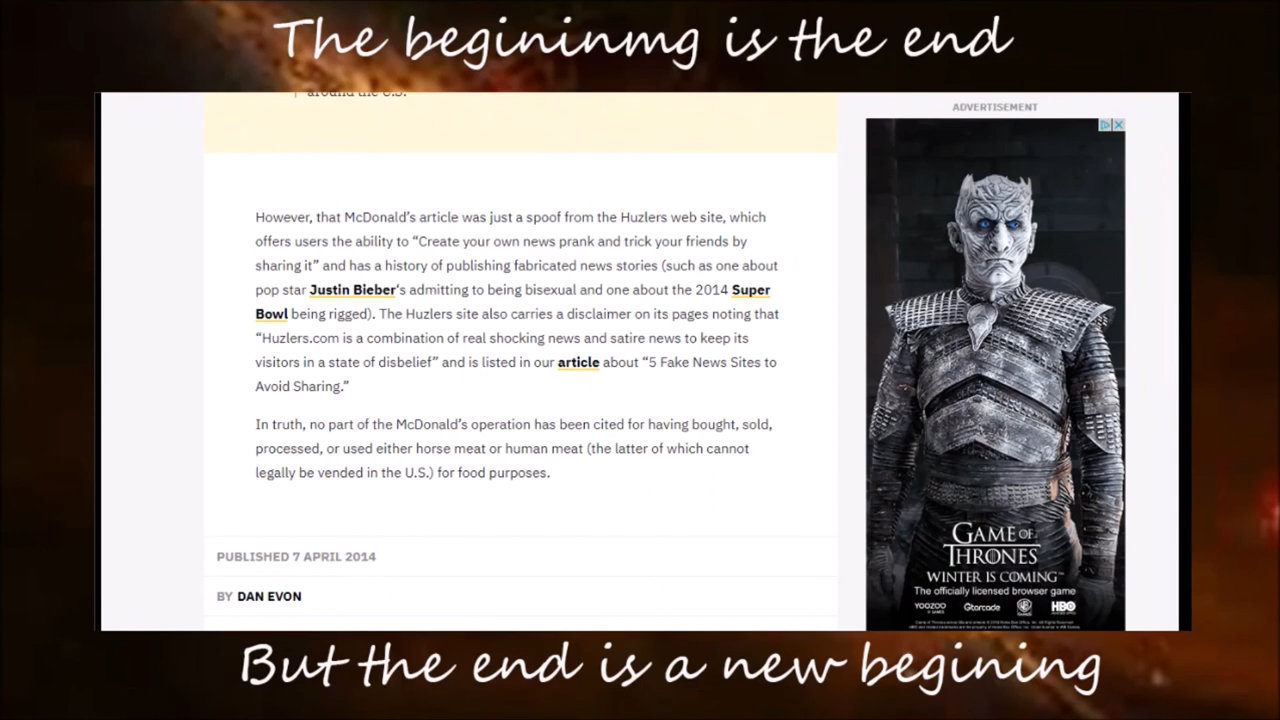 The begininmg is the end
around the U.S.
ADVERTISEMENT
However, that McDonald’s article was just a spoof from the Huzlers web site, which
offers users the ability to “Create your own news prank and trick your friends by
sharing it” and has a history of publishing fabricated news stories (such as one about
pop star Justin Bieber‘s admitting to being bisexual and one about the 2014 Super
Bowl being rigged). The Huzlers site also carries a disclaimer on its pages noting that
“Huzlers.com is a combination of real shocking news and satire news to keep its
visitors in a state of disbelief” and is listed in our article about “5 Fake News Sites to
Avoid Sharing.”
In truth, no part of the McDonald’s operation has been cited for having bought, sold,
processed, or used either horse meat or human meat (the latter of which cannot
legally be vended in the U.S.) for food purposes.
PUBLISHED 7 APRIL 2014
BY DAN EVON
GAME OF
THRONES
WINTER IS COMING™
The officially licensed browser game
YOOZOO
GAMES
Gtarcade
HBO
But the end is a new begining